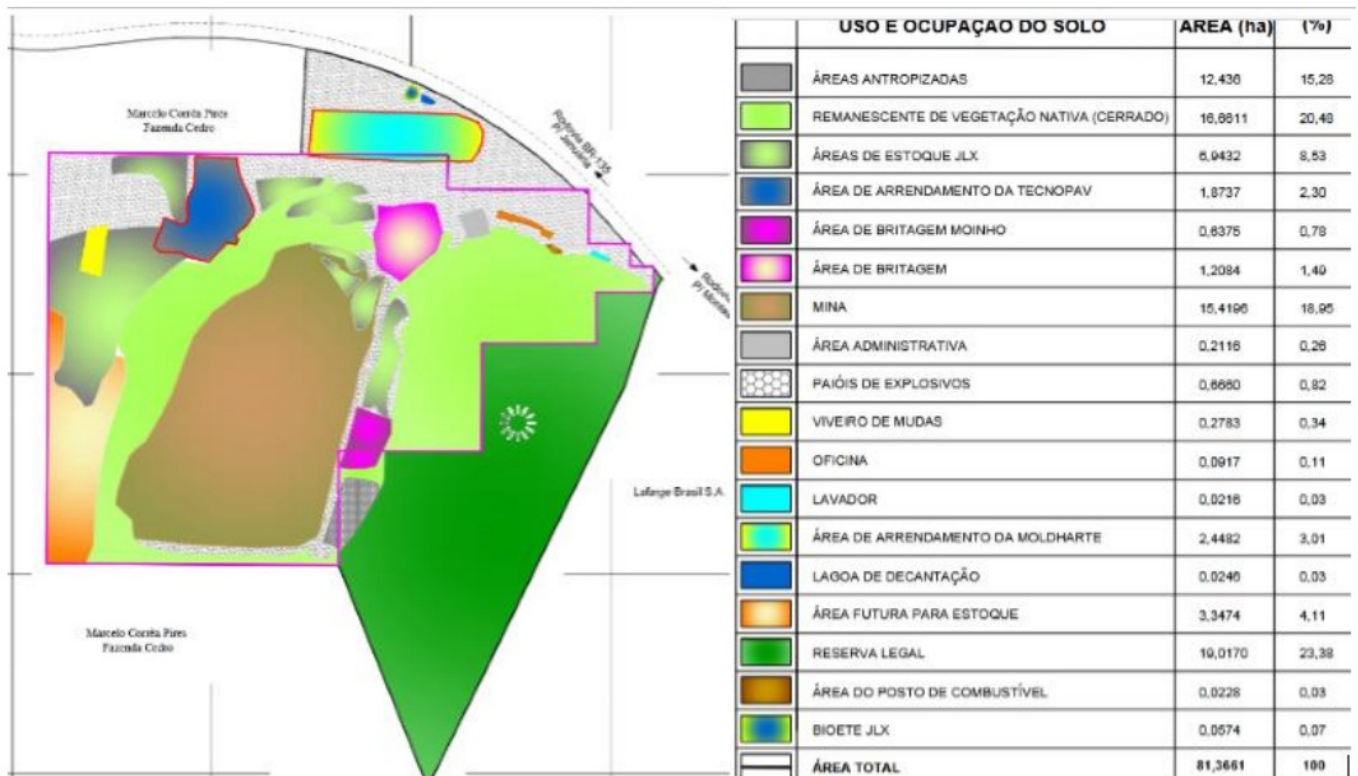 Marcelo Corrêa Pires
Fazenda Cedro
Rodovia BR-135
P/ Januária
P/
Lafarge Brasil S.A.
Marcelo Corrêa Pires
Fazenda Cedro
USO E OCUPAÇÃO DO SOLO ÁREA (ha) (%)
ÁREAS ANTROPIZADAS 12,436 15,28
REMANESCENTE DE VEGETAÇÃO NATIVA (CERRADO) 16,6611 20,48
ÁREAS DE ESTOQUE JLX 6,9432 8,53
ÁREA DE ARRENDAMENTO DA TECNOPAV 1,8737 2,30
ÁREA DE BRITAGEM MOINHO 0,6375 0,78
ÁREA DE BRITAGEM 1,2084 1,49
MINA 15,4196 18,95
ÁREA ADMINISTRATIVA 0,2116 0,26
PAIÓIS DE EXPLOSIVOS 0,6660 0,82
VIVEIRO DE MUDAS 0,2783 0,34
OFICINA 0,0917 0,11
LAVADOR 0,0216 0,03
ÁREA DE ARRENDAMENTO DA MOLDHARTE 2,4482 3,01
LAGOA DE DECANTAÇÃO 0,0246 0,03
ÁREA FUTURA PARA ESTOQUE 3,3474 4,11
RESERVA LEGAL 19,0170 23,38
ÁREA DO POSTO DE COMBUSTÍVEL 0,0228 0,03
BIOETE JLX 0,0574 0,07
ÁREA TOTAL 81,3661 100